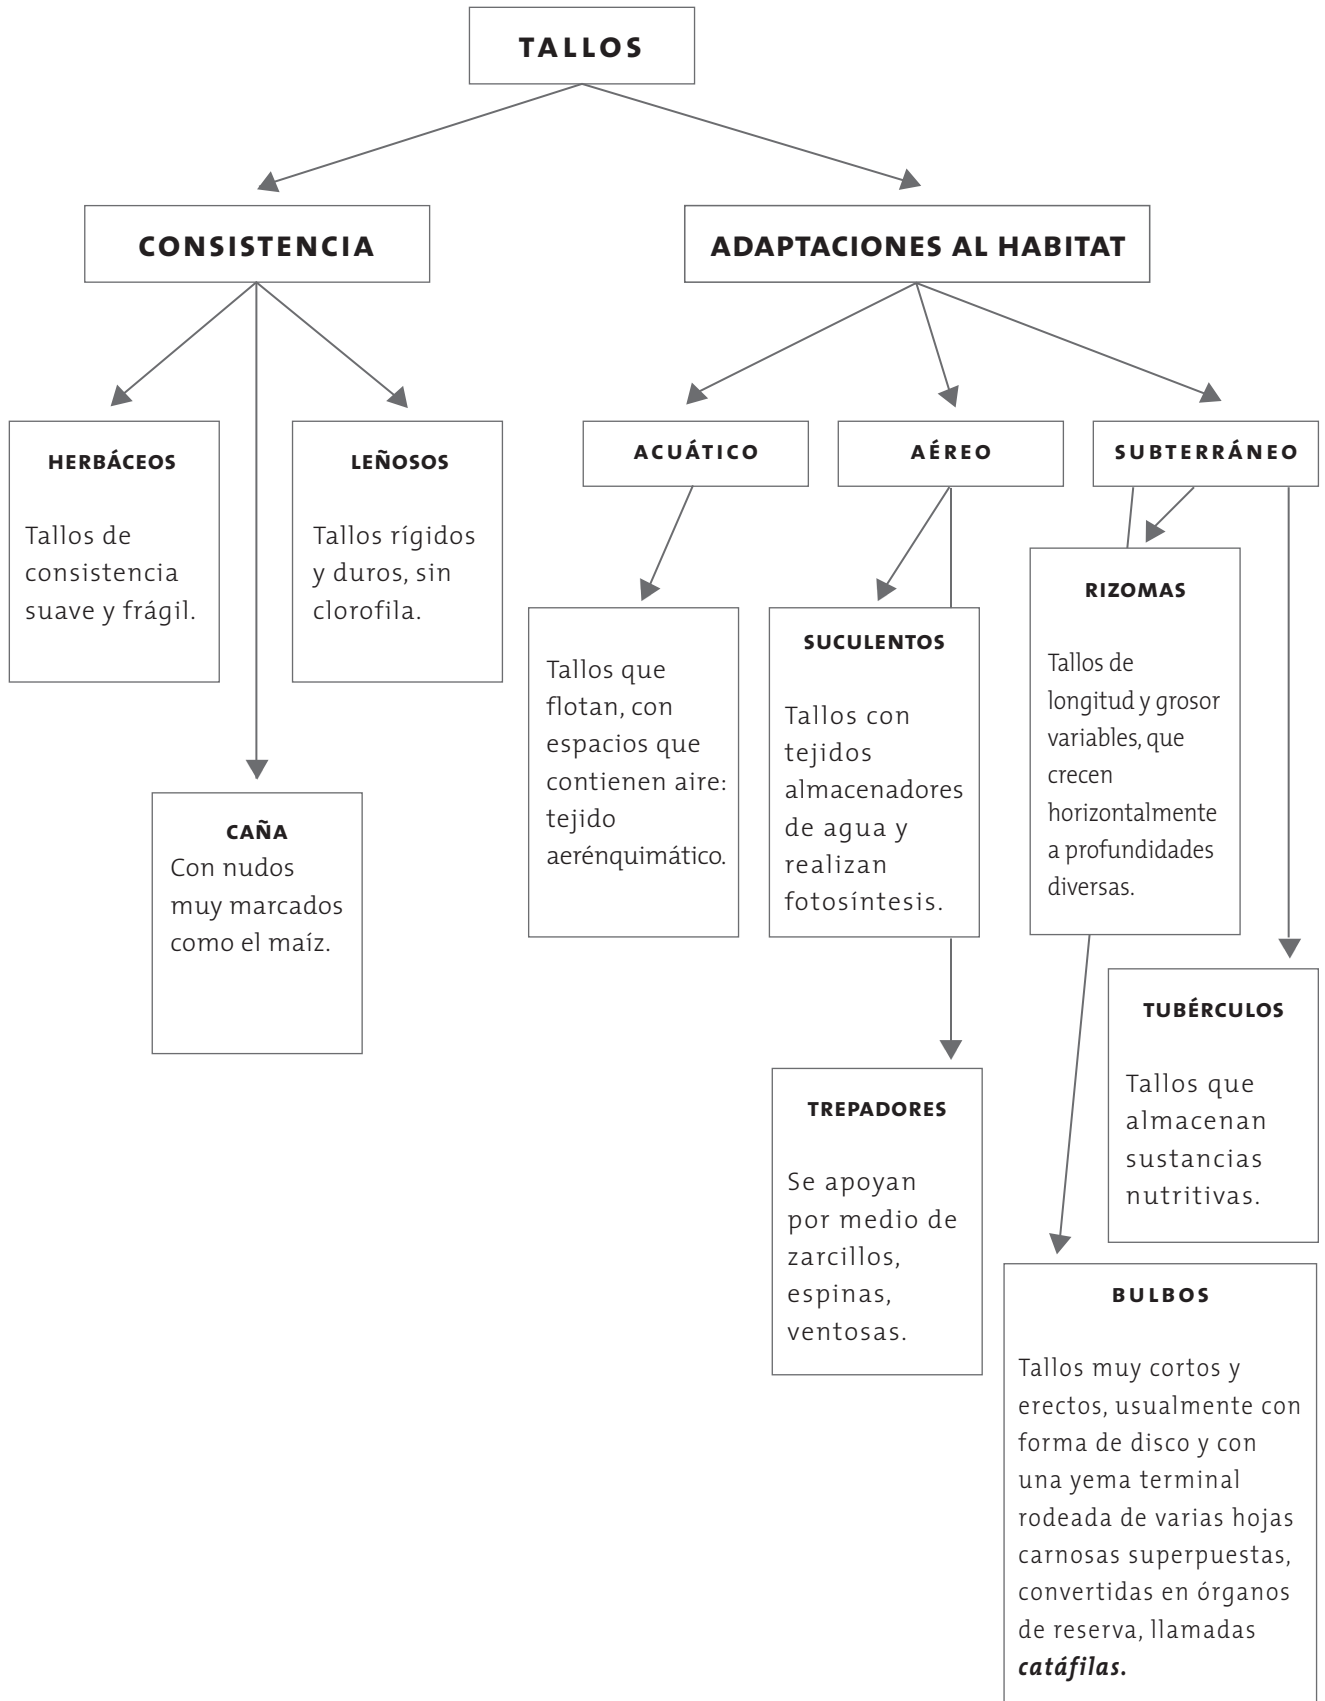 TALLOS
CONSISTENCIA
ADAPTACIONES AL HABITAT
HERBÁCEOS
Tallos de
consistencia
suave y frágil.
LEÑOSOS
Tallos rígidos
y duros, sin
clorofila.
CAÑA
Con nudos
muy marcados
como el maíz.
ACUÁTICO
AÉREO
SUBTERRÁNEO
Tallos que
flotan, con
espacios que
contienen aire:
tejido
aerénquimático.
SUCULENTOS
Tallos con
tejidos
almacenadores
de agua y
realizan
fotosíntesis.
RIZOMAS
Tallos de
longitud y grosor
variables, que
crecen
horizontalmente
a profundidades
diversas.
TUBÉRCULOS
Tallos que
almacenan
sustancias
nutritivas.
TREPADORES
Se apoyan
por medio de
zarcillos,
espinas,
ventosas.
BULBOS
Tallos muy cortos y
erectos, usualmente con
forma de disco y con
una yema terminal
rodeada de varias hojas
carnosas superpuestas,
convertidas en órganos
de reserva, llamadas
catáfilas.